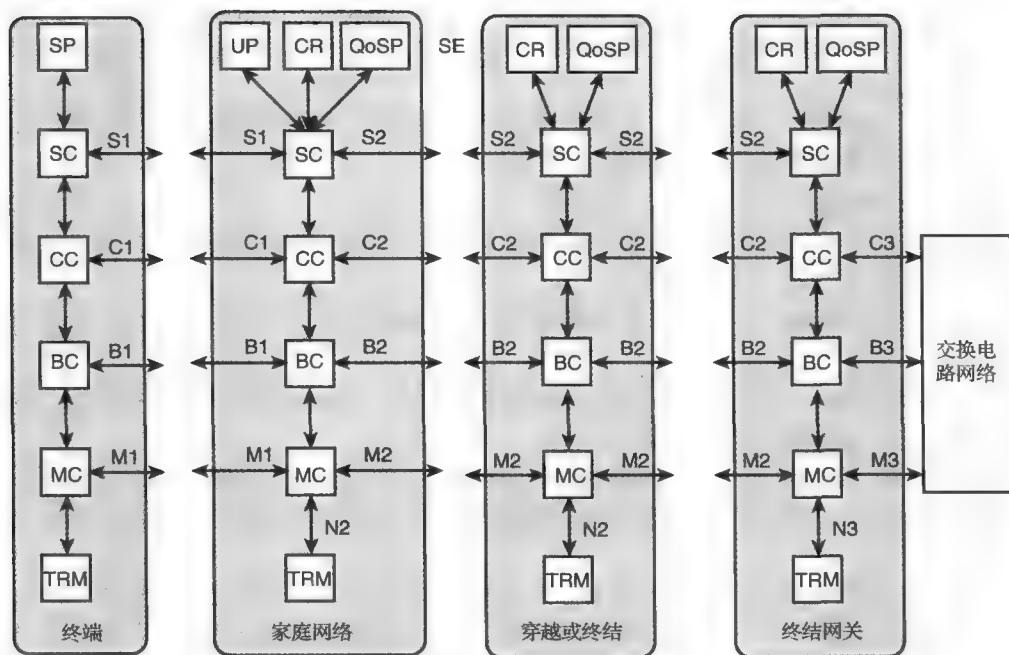 SP UP CR QoSP SE CR QoSP CR QoSP
SC S1 S1 SC S2 S2 SC S2 S2 SC
CC C1 C1 CC C2 C2 CC C2 C2 CC C3
BC B1 B1 BC B2 B2 BC B2 B2 BC B3
交换电
路网络
MC M1 M1 MC M2 M2 MC M2 M2 MC M3
N2 N2 N3
TRM TRM TRM TRM
终端 家庭网络 穿越或终结 终结网关